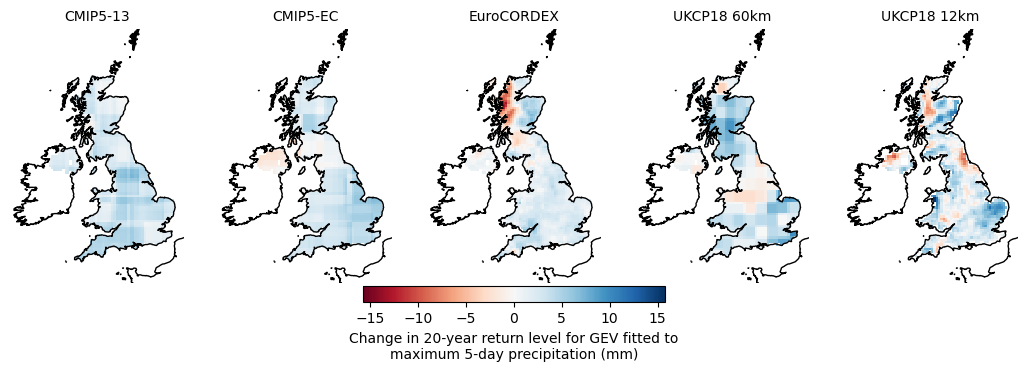 CMIP5-13 CMIP5-EC EuroCORDEX UKCP18 60km UKCP18 12km
−15 −10 −5 0 5 10 15
Change in 20-year return level for GEV fitted to
maximum 5-day precipitation (mm)